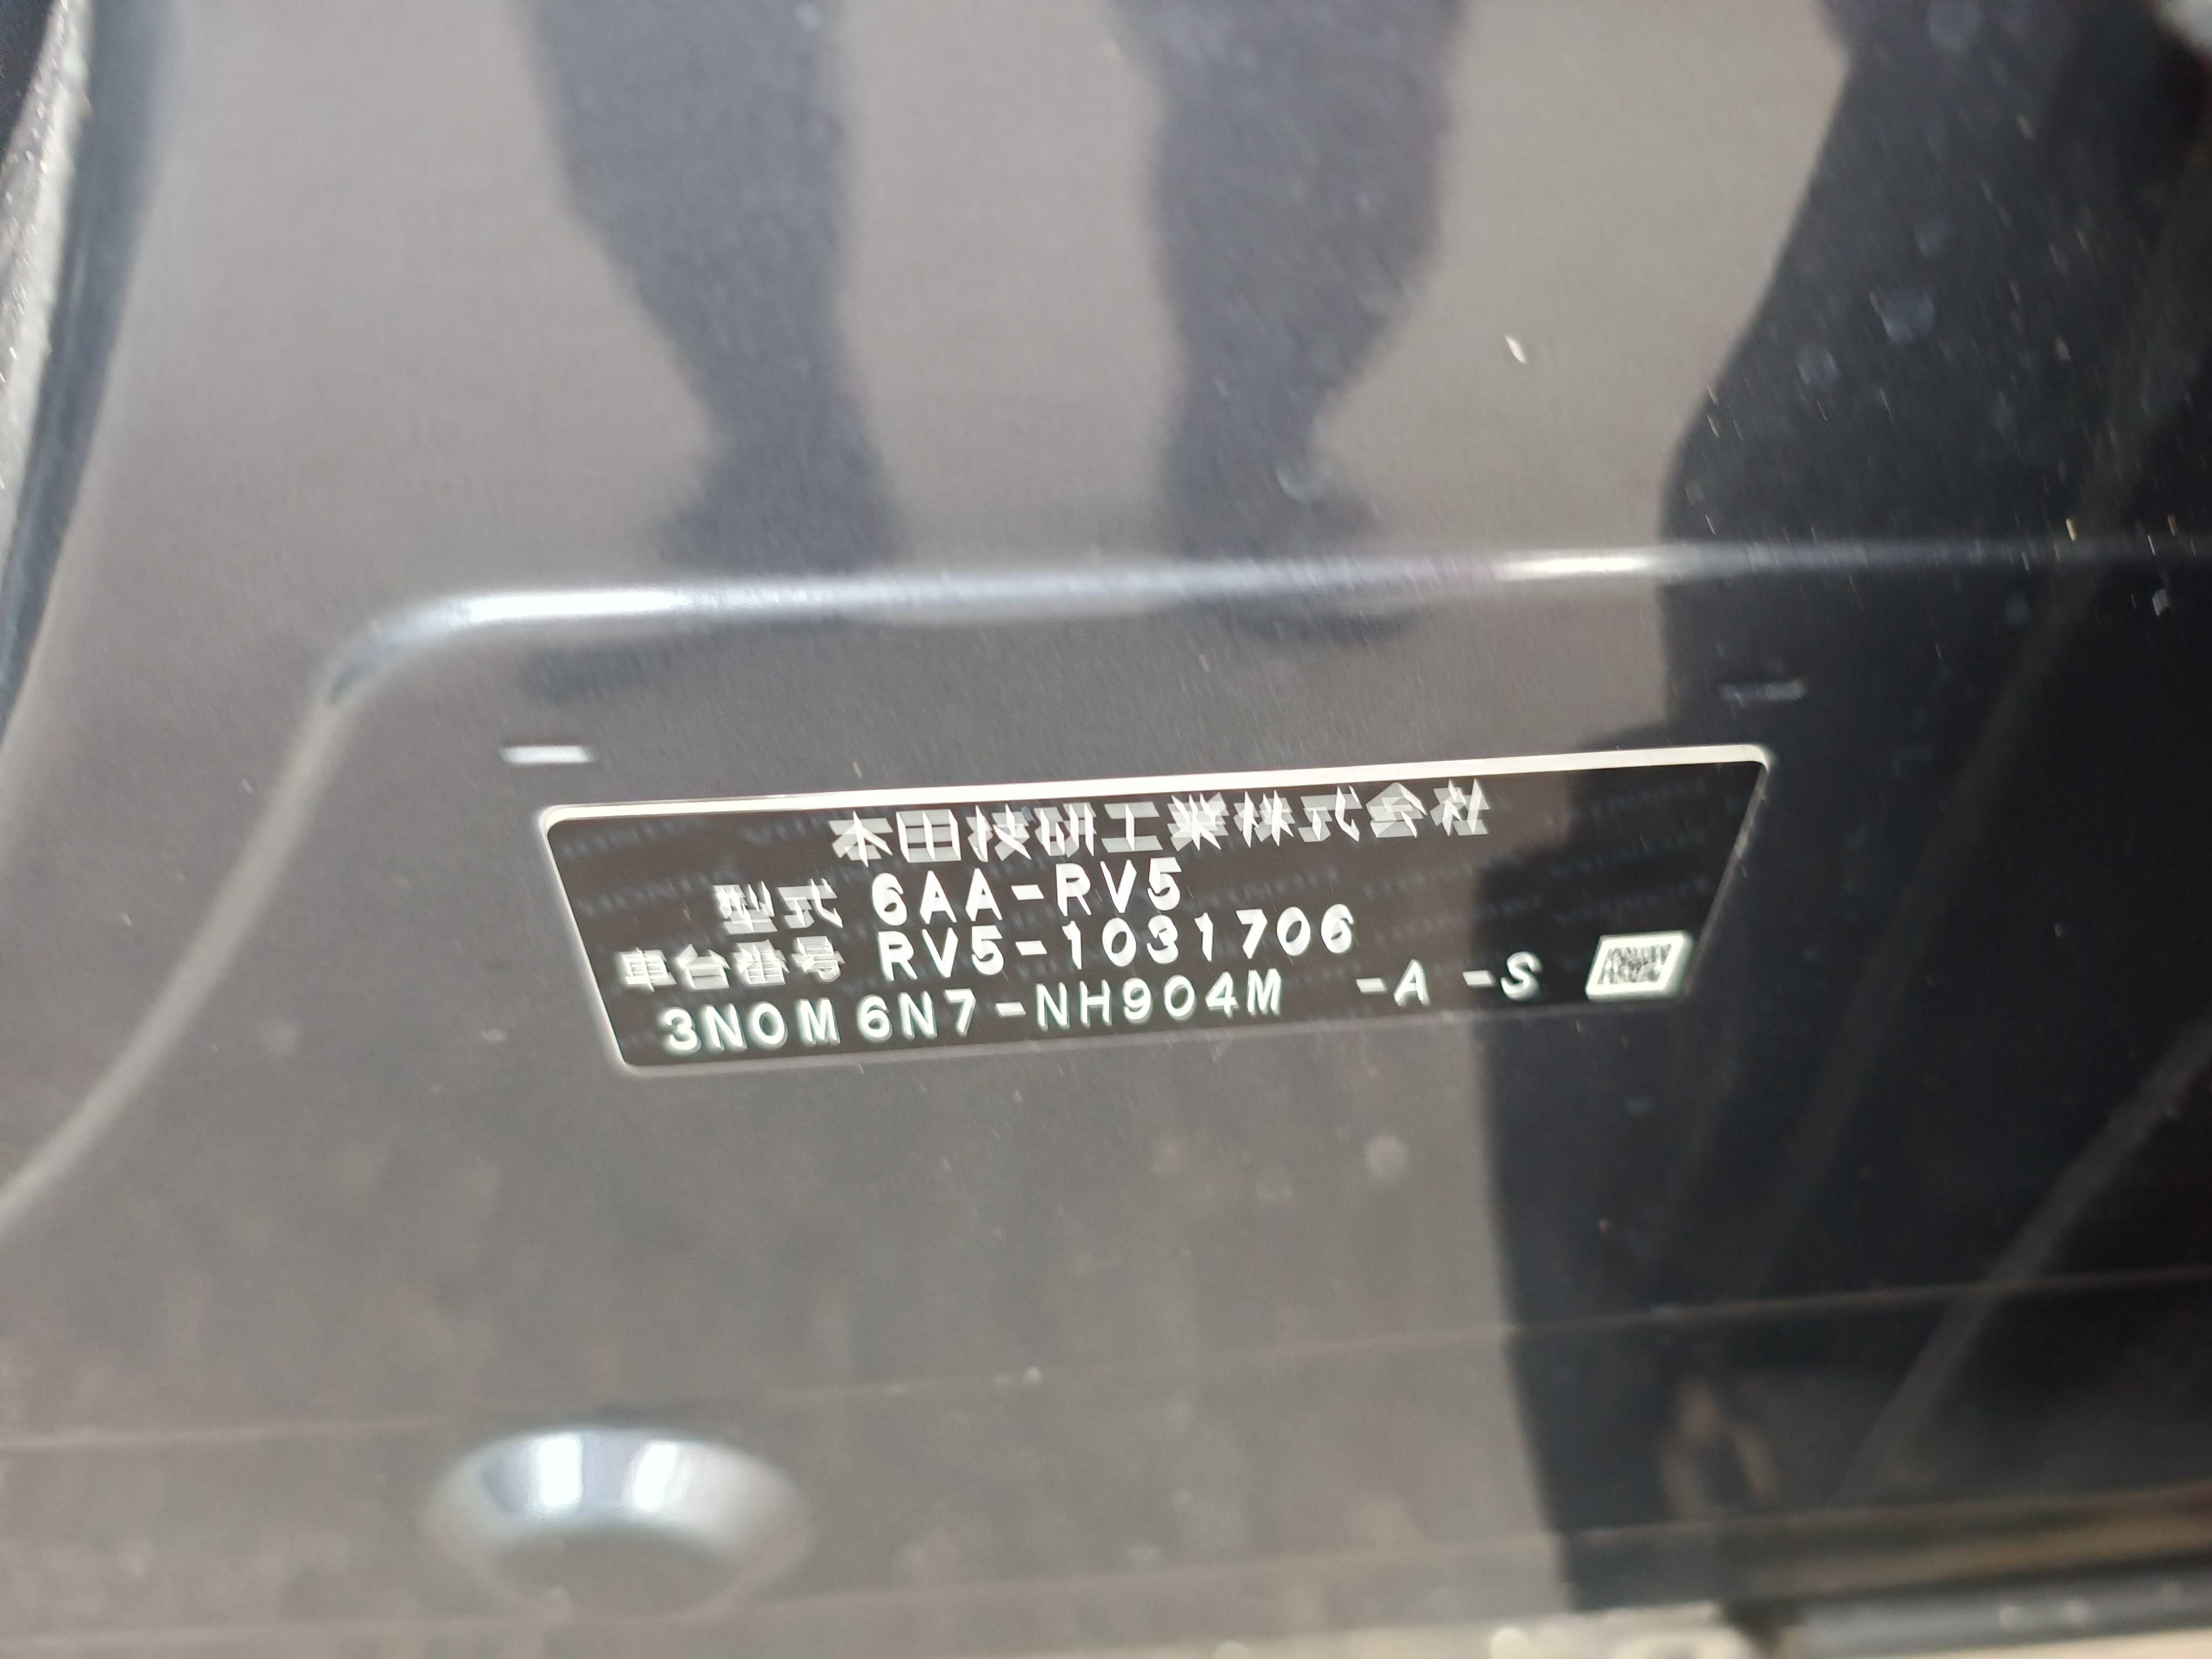 本田技研工業株式会社
型式 6AA-RV5
車台番号 RV5-1031706
3N0M 6N7-NH904M -A -S